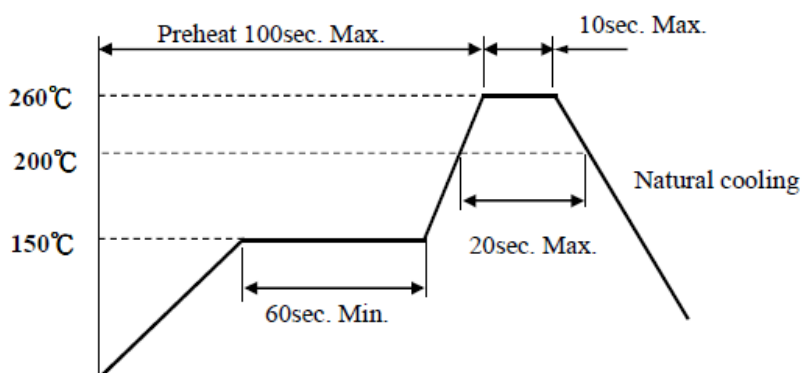 Preheat 100sec. Max.
10sec. Max.
260℃
200℃
Natural cooling
150℃
20sec. Max.
60sec. Min.